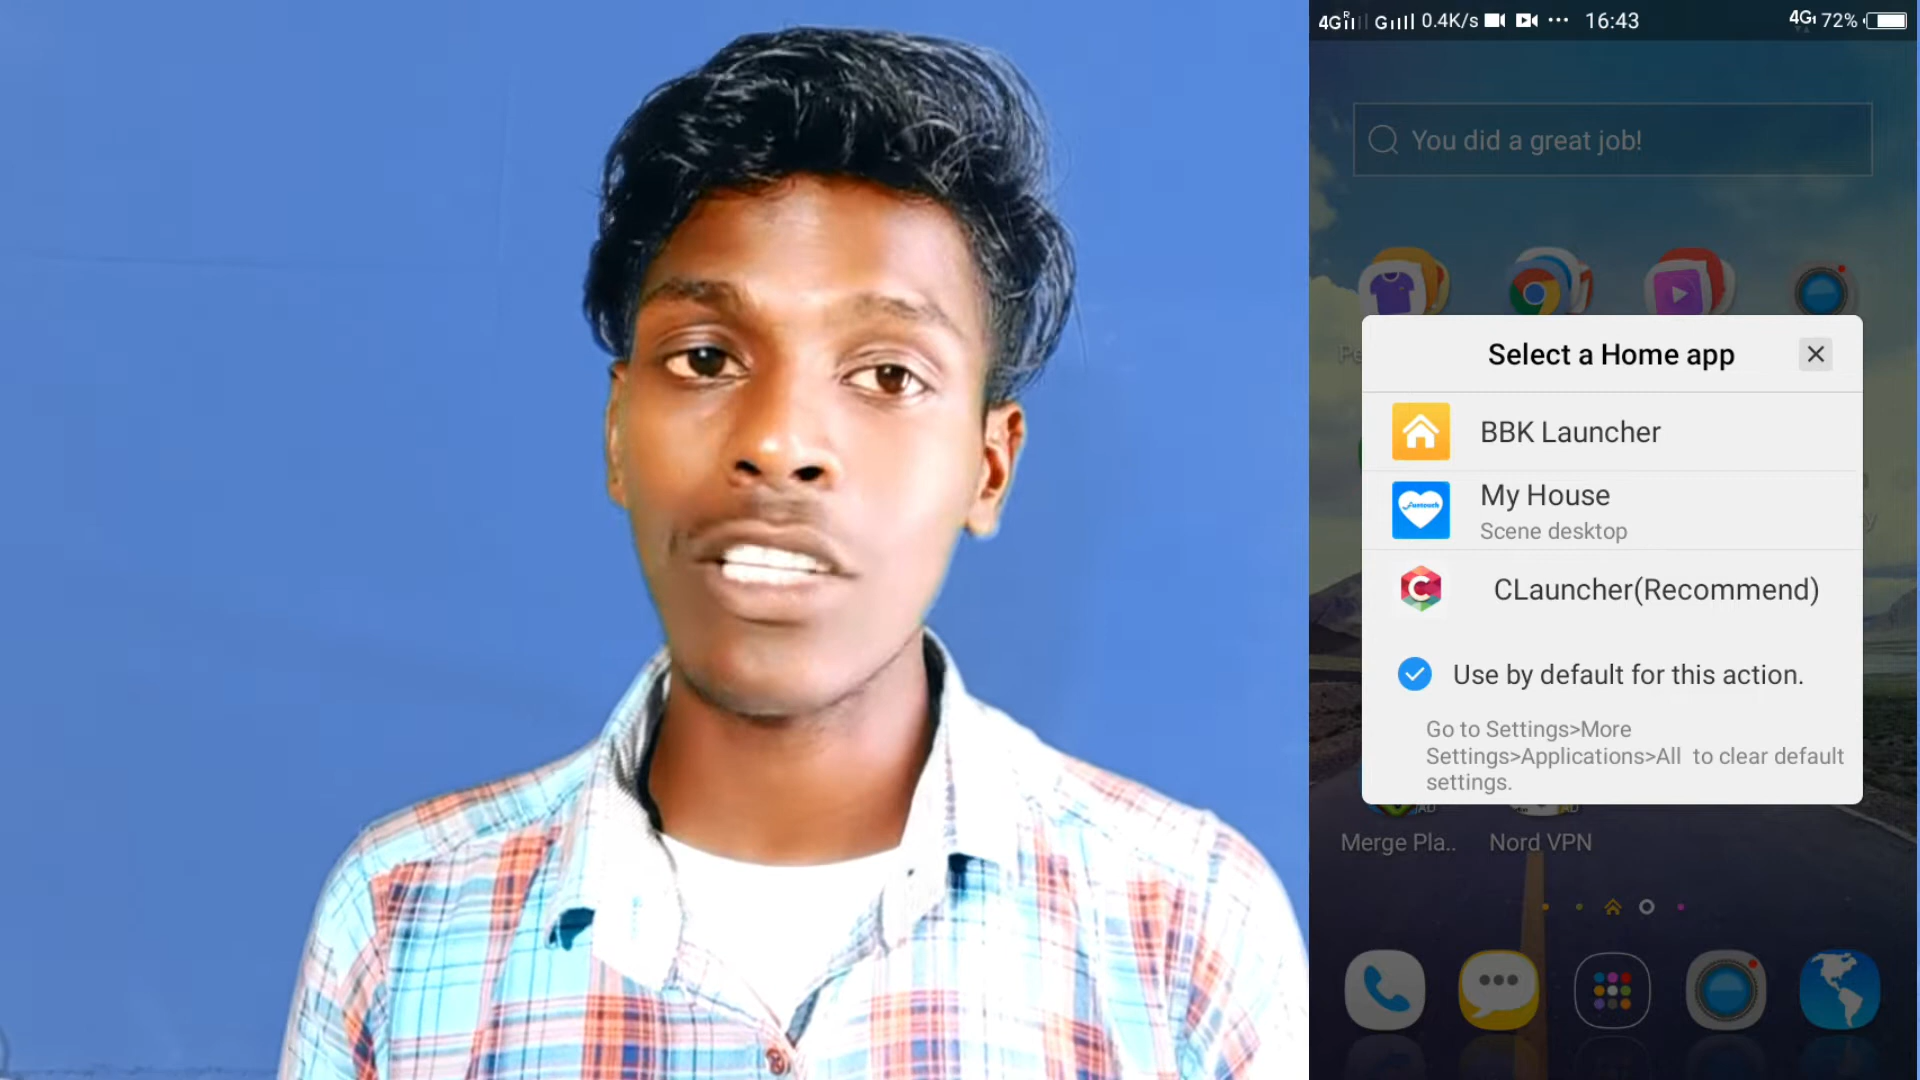 4G R G 0.4K/s ... 16:43 4G 72%
You did a great job!
Select a Home app
BBK Launcher
My House
Scene desktop
CLauncher(Recommend)
Use by default for this action.
Go to Settings>More
Settings>Applications>All to clear default
settings.
AD AD
Merge Pla.. Nord VPN